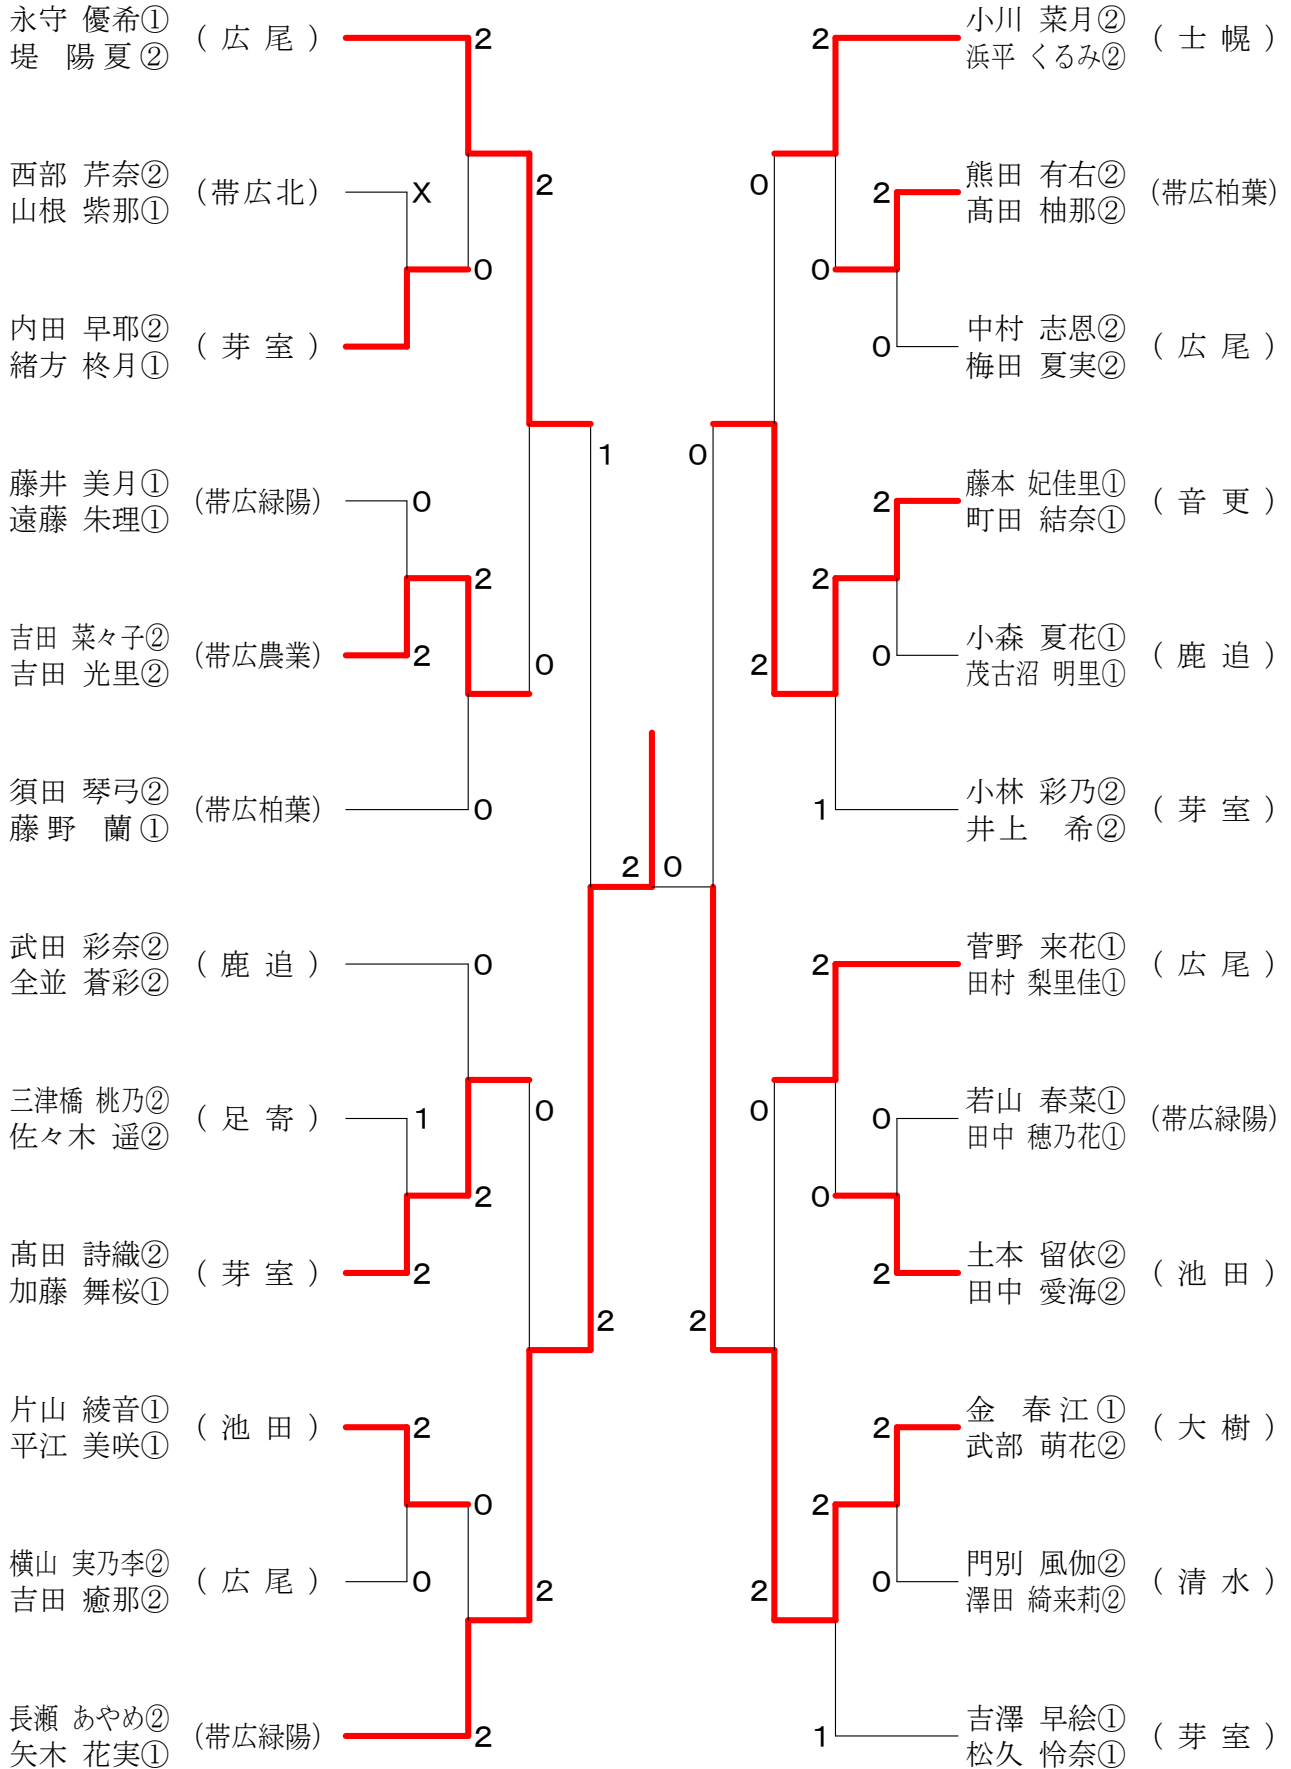 永守 優希①
堤 陽夏②
(広尾)
2
西部 芹奈②
山根 紫那①
(帯広北)
X
2
0
内田 早耶②
緒方 柊月①
(芽室)
1
藤井 美月①
遠藤 朱理①
(帯広緑陽)
0
2
吉田 菜々子②
吉田 光里②
(帯広農業)
2
0
須田 琴弓②
藤野 蘭①
(帯広柏葉)
0
2
0
武田 彩奈②
全並 蒼彩②
(鹿追)
0
三津橋 桃乃②
佐々木 遥②
(足寄)
1
0
2
髙田 詩織②
加藤 舞桜①
(芽室)
2
2
片山 綾音①
平江 美咲①
(池田)
2
0
横山 実乃李②
吉田 癒那②
(広尾)
0
2
長瀬 あやめ②
矢木 花実①
(帯広緑陽)
2
2
小川 菜月②
浜平 くるみ②
(士幌)
0
2
熊田 有右②
髙田 柚那②
(帯広柏葉)
0
0
中村 志恩②
梅田 夏実②
(広尾)
0
2
藤本 妃佳里①
町田 結奈①
(音更)
2
2
0
小森 夏花①
茂古沼 明里①
(鹿追)
1
小林 彩乃②
井上 希②
(芽室)
2
菅野 来花①
田村 梨里佳①
(広尾)
0
0
若山 春菜①
田中 穂乃花①
(帯広緑陽)
0
2
土本 留依②
田中 愛海②
(池田)
2
2
金 春江①
武部 萌花②
(大樹)
2
2
0
門別 風伽②
澤田 綺来莉②
(清水)
1
吉澤 早絵①
松久 怜奈①
(芽室)